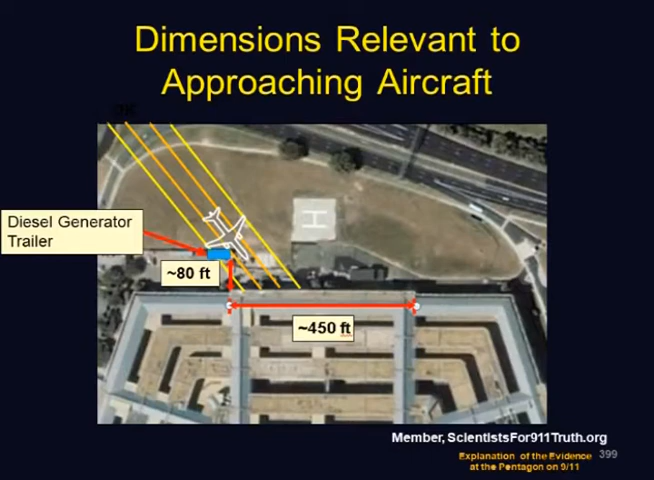 Dimensions Relevant to
Approaching Aircraft
Diesel Generator
Trailer
H
~80 ft
~450 ft
Member, ScientistsFor911Truth.org
Explanation of the Evidence
at the Pentagon on 9/11
399